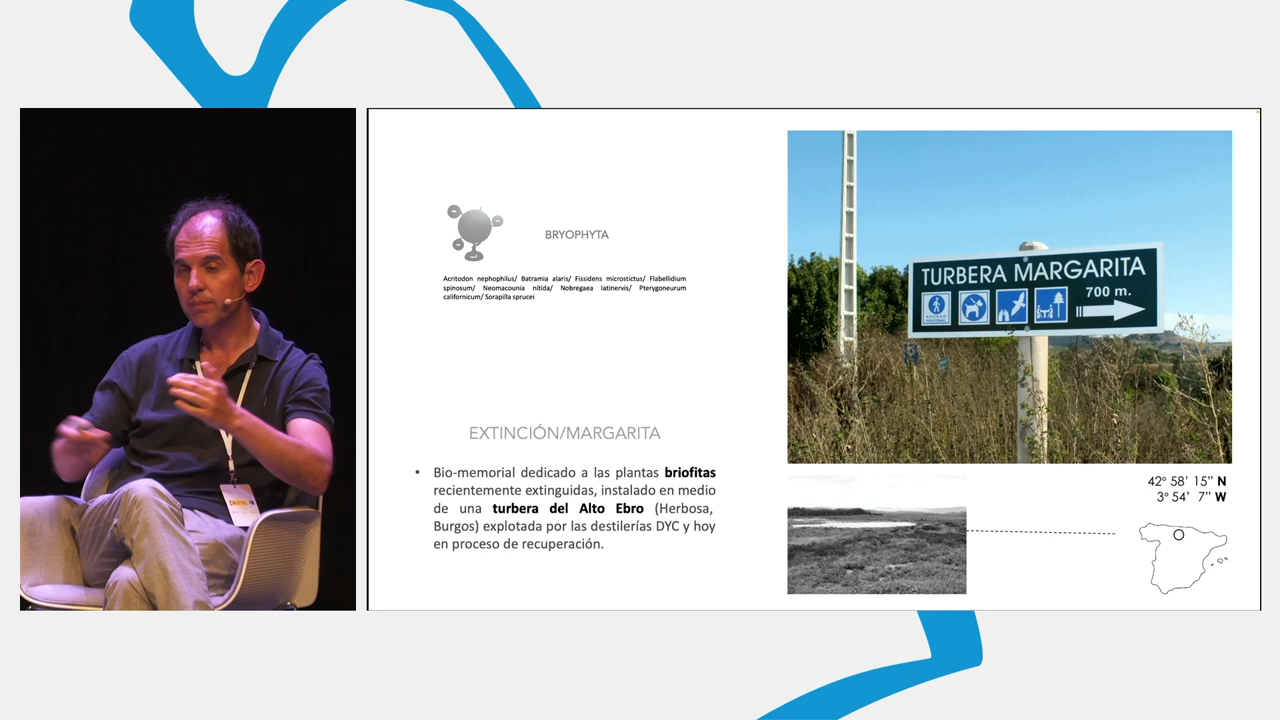 BRYOPHYTA
Acritodon nephophilus/ Batramia alaris/ Fissidens microstictus/ Flabellidium
spinosum/ Neomacounia nítida/ Nobregaea latinervis/ Pterygoneurum
californicum/ Sorapilla sprucei
EXTINCIÓN/MARGARITA
• Bio-memorial dedicado a las plantas briofitas
recientemente extinguidas, instalado en medio
de una turbera del Alto Ebro (Herbosa,
Burgos) explotada por las destilerías DYC y hoy
en proceso de recuperación.
TURBERA MARGARITA
700 m.
42º 58' 15" N
3º 54' 7" W